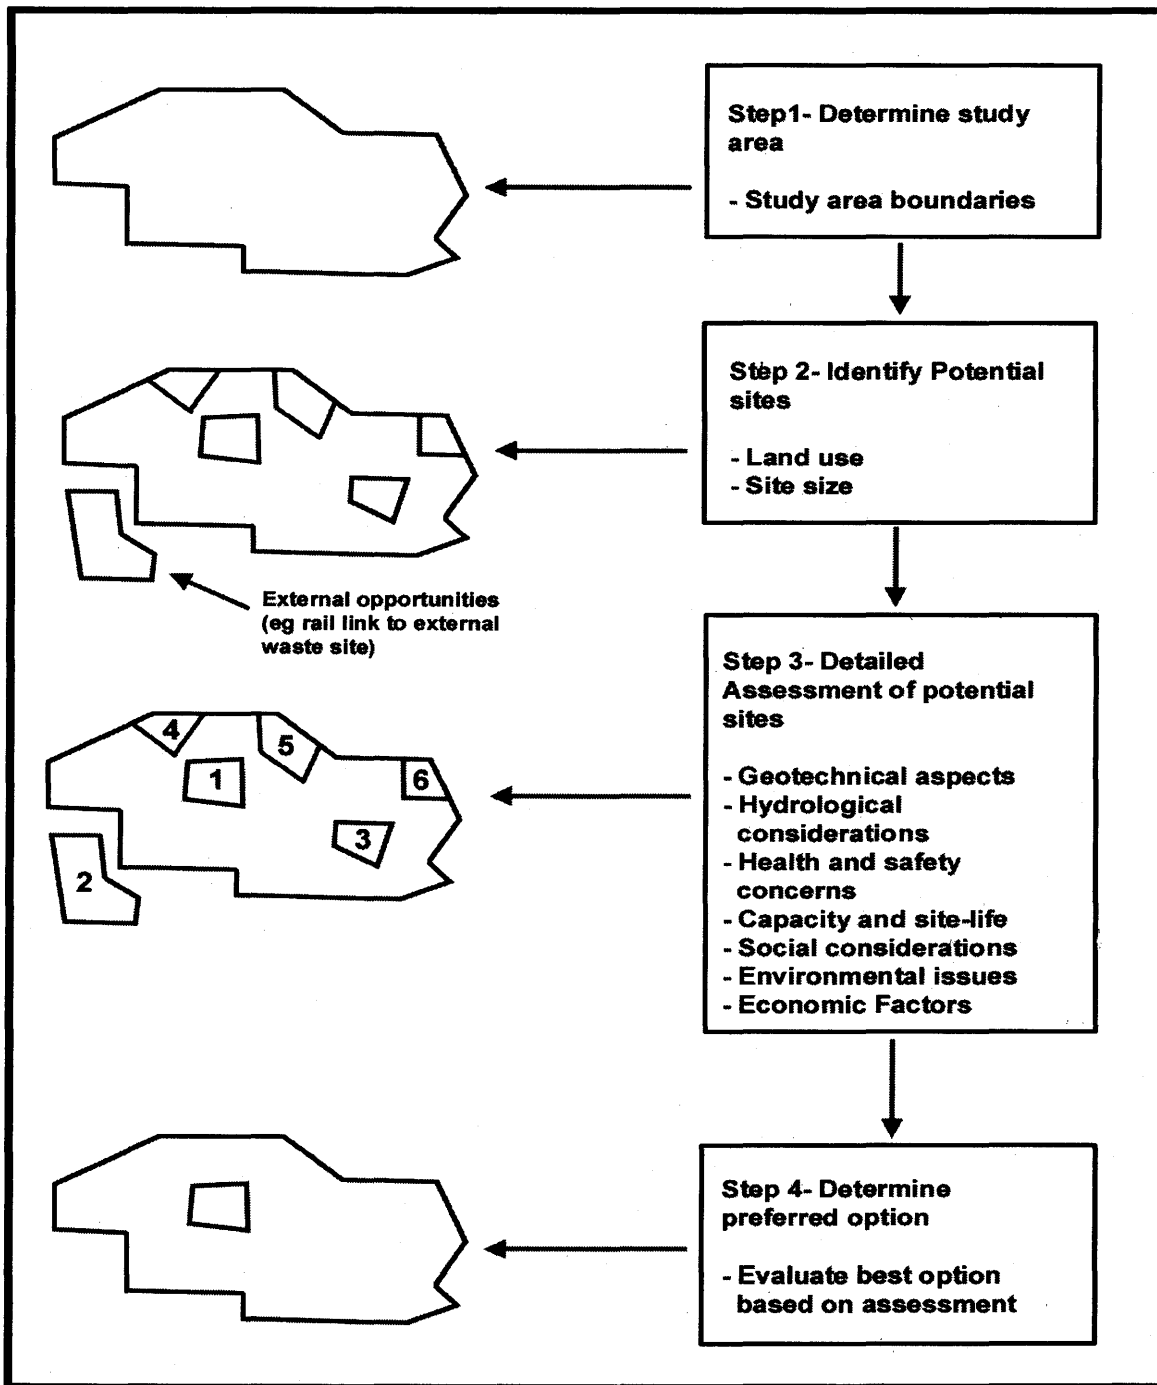 Step1- Determine study
area
- Study area boundaries
Step 2- Identify Potential
sites
- Land use
- Site size
External opportunities
(eg rail link to external
waste site)
Step 3- Detailed
Assessment of potential
sites
- Geotechnical aspects
- Hydrological
considerations
- Health and safety
concerns
- Capacity and site-life
- Social considerations
- Environmental issues
- Economic Factors
4
5
1
6
3
2
Step 4- Determine
preferred option
- Evaluate best option
based on assessment